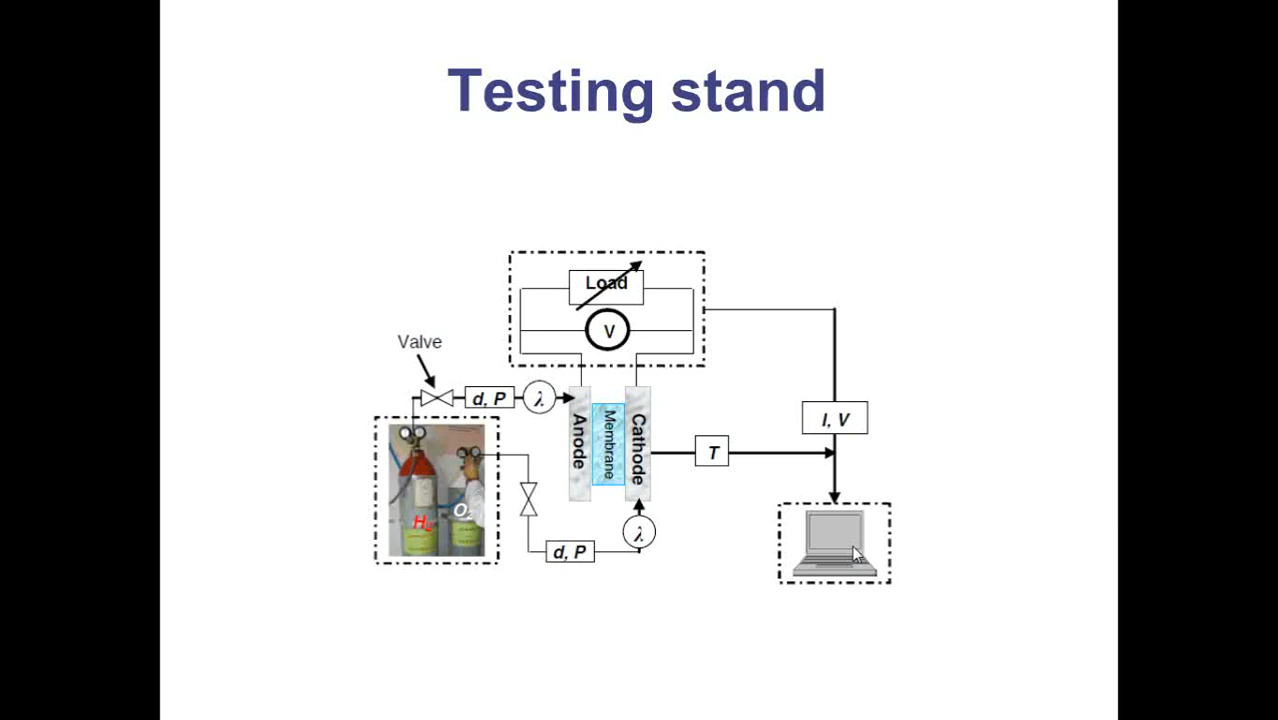 Testing stand
Load
V
Valve
d, P
λ
Anode
Membrane
Cathode
T
I, V
H₂
O₂
d, P
λ